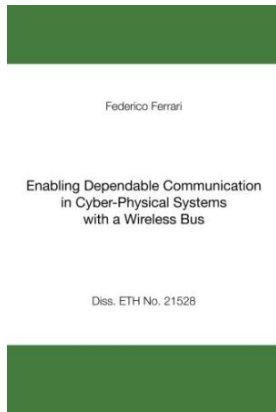 Federico Ferrari
Enabling Dependable Communication
in Cyber-Physical Systems
with a Wireless Bus
Diss. ETH No. 21528